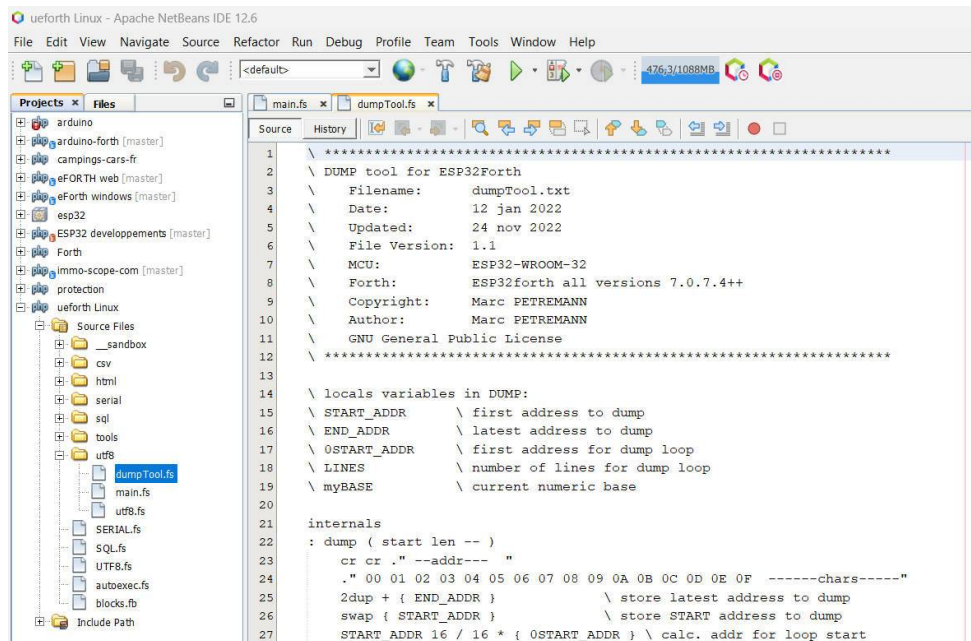 ueforth Linux - Apache NetBeans IDE 12.6
File Edit View Navigate Source Refactor Run Debug Profile Team Tools Window Help
<default>
476,3/1088MB
Projects Files
main.fs dumpTool.fs
Source History
arduino
arduino-forth [master]
campings-cars-fr
eFORTH web [master]
eForth windows [master]
esp32
ESP32 developpements [master]
Forth
immo-scope-com [master]
protection
ueforth Linux
Source Files
__sandbox
csv
html
serial
sql
tools
utf8
dumpTool.fs
main.fs
utf8.fs
SERIAL.fs
SQL.fs
UTF8.fs
autoexec.fs
blocks.fb
Include Path
1 \ *********************************************************************
2 \ DUMP tool for ESP32Forth
3 \ Filename: dumpTool.txt
4 \ Date: 12 jan 2022
5 \ Updated: 24 nov 2022
6 \ File Version: 1.1
7 \ MCU: ESP32-WROOM-32
8 \ Forth: ESP32forth all versions 7.0.7.4++
9 \ Copyright: Marc PETREMANN
10 \ Author: Marc PETREMANN
11 \ GNU General Public License
12 \ *********************************************************************
13
14 \ locals variables in DUMP:
15 \ START_ADDR \ first address to dump
16 \ END_ADDR \ latest address to dump
17 \ 0START_ADDR \ first address for dump loop
18 \ LINES \ number of lines for dump loop
19 \ myBASE \ current numeric base
20
21 internals
22 : dump ( start len -- )
23 cr cr ." --addr--- "
24 ." 00 01 02 03 04 05 06 07 08 09 0A 0B 0C 0D 0E 0F ------chars-----"
25 2dup + { END_ADDR } \ store latest address to dump
26 swap { START_ADDR } \ store START address to dump
27 START_ADDR 16 / 16 * { 0START_ADDR } \ calc. addr for loop start